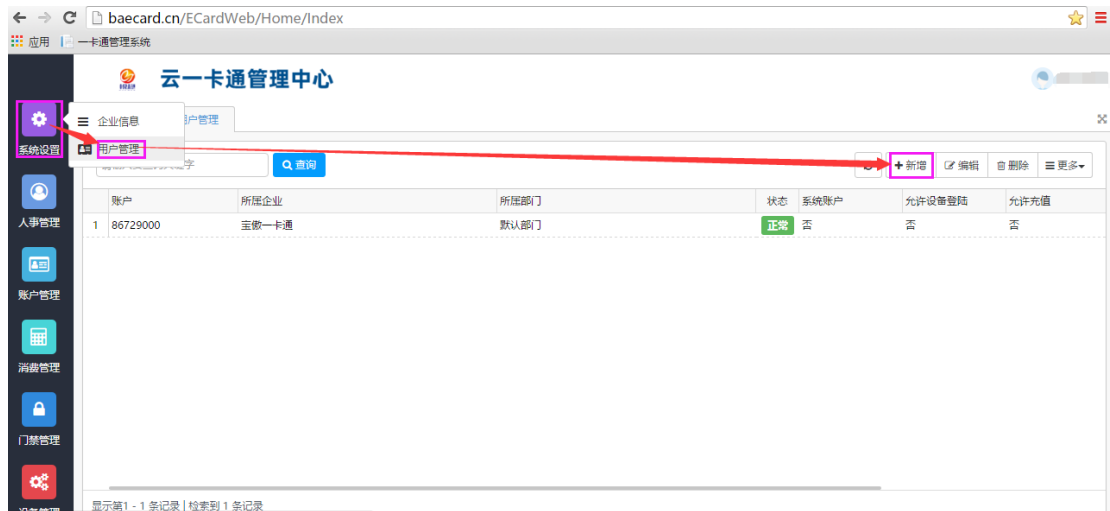 baecard.cn/ECardWeb/Home/Index
应用 一卡通管理系统
云一卡通管理中心
企业信息
用户管理
户管理
系统设置
查询
新增 编辑 删除 更多
账户 所属企业 所属部门 状态 系统账户 允许设备登陆 允许充值
1 86729000 宝傲一卡通 默认部门 正常 否 否 否
人事管理
账户管理
消费管理
门禁管理
显示第1 - 1 条记录 | 检索到 1 条记录